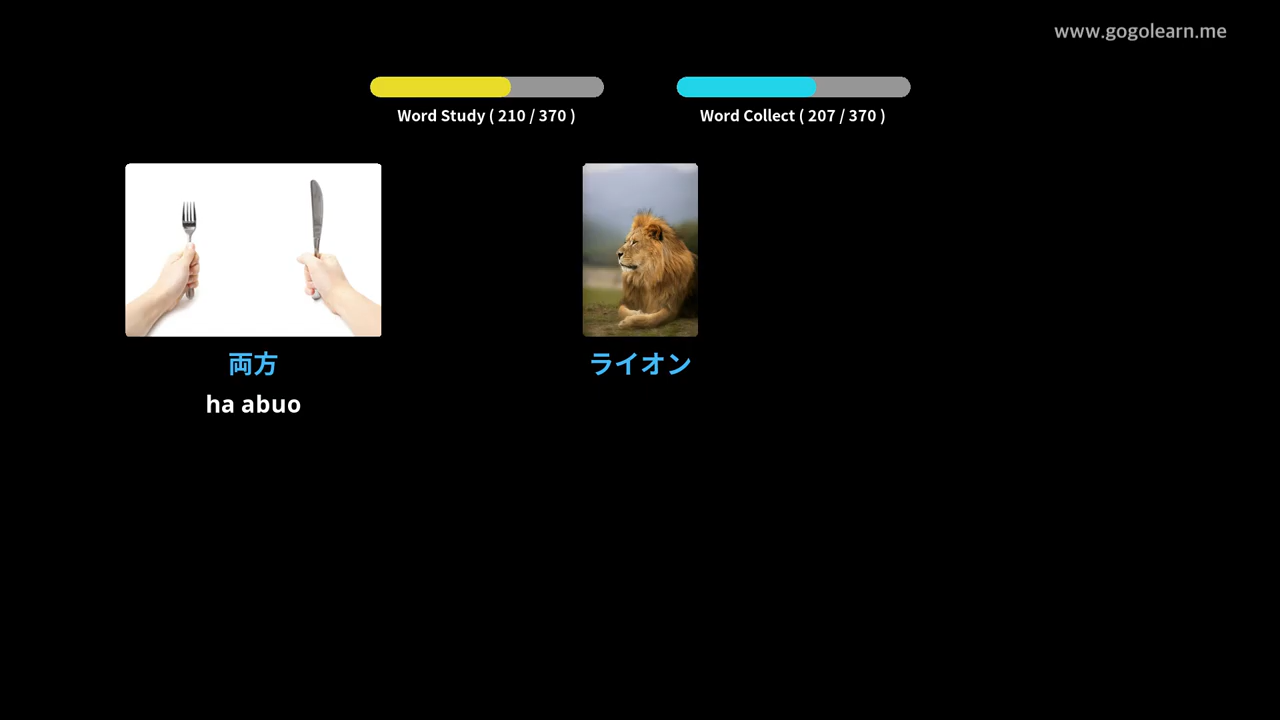 www.gogolearn.me
Word Study ( 210 / 370 )
Word Collect ( 207 / 370 )
両方
ha abuo
ライオン